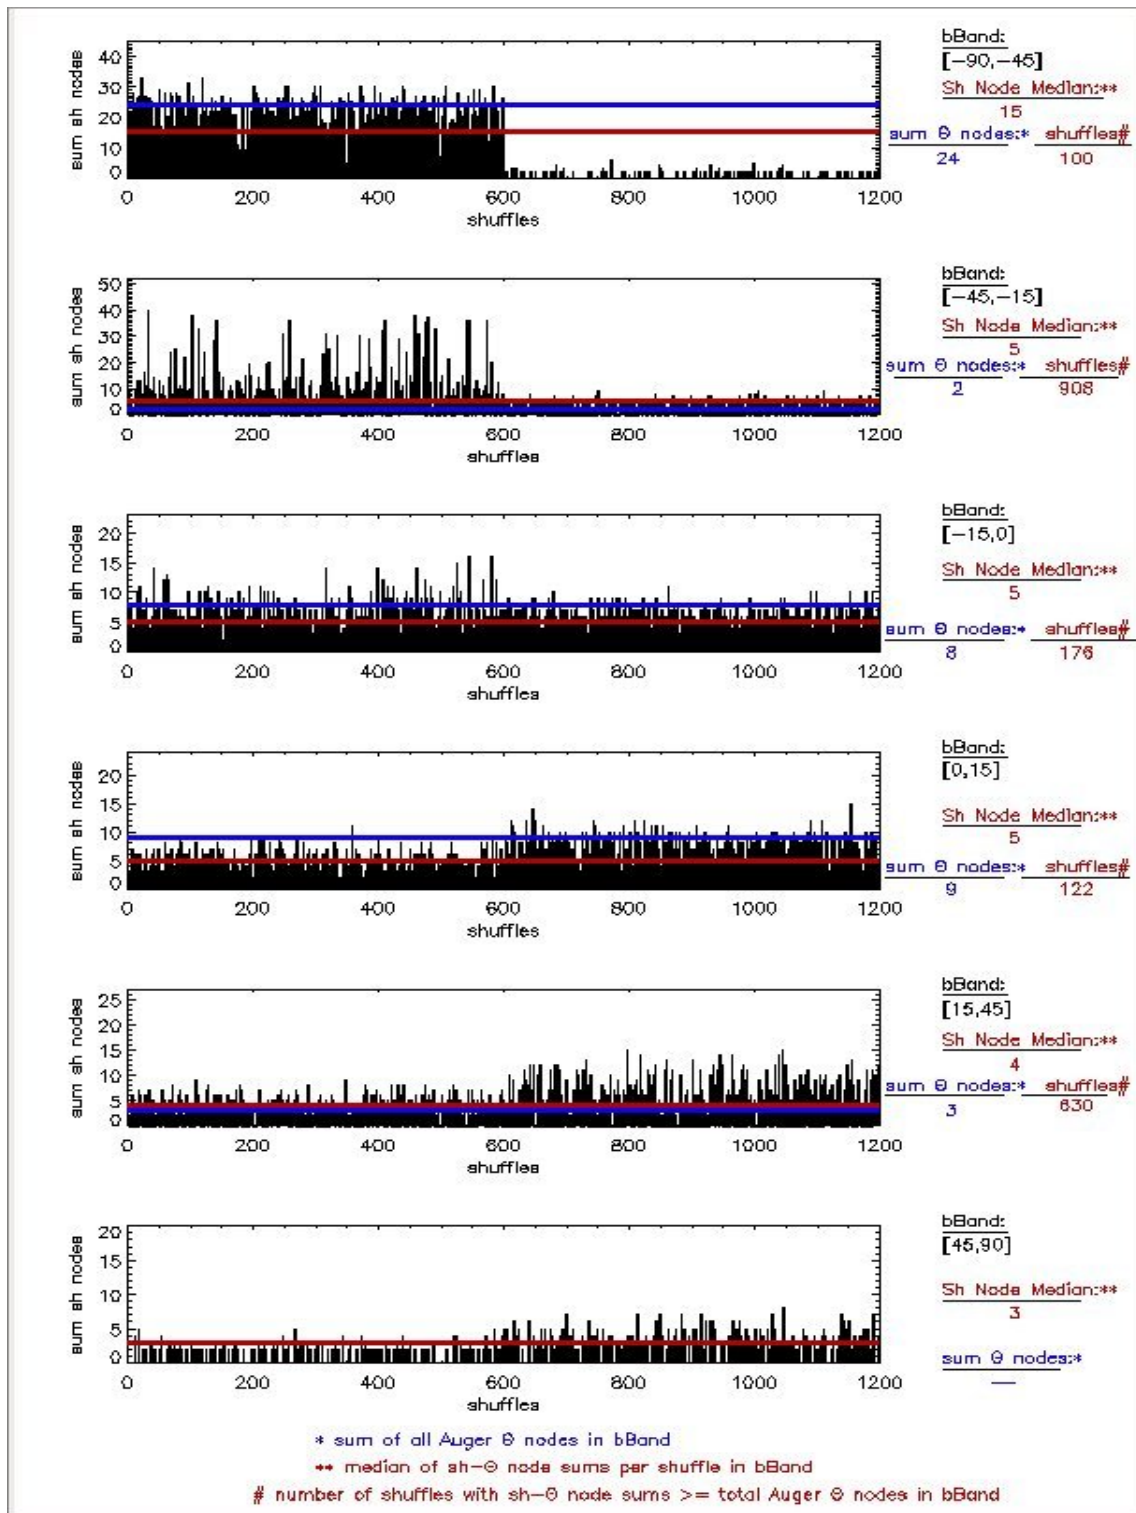 bBand:
[−90,−45]
Sh Node Median:**
15
sum Θ nodes:* shuffles#
24 100
sum sh nodes
40
30
20
10
0
0 200 400 600 800 1000 1200
shuffles
bBand:
[−45,−15]
Sh Node Median:**
5
sum Θ nodes:* shuffles#
2 908
sum sh nodes
50
40
30
20
10
0
0 200 400 600 800 1000 1200
shuffles
bBand:
[−15,0]
Sh Node Median:**
5
sum Θ nodes:* shuffles#
8 176
sum sh nodes
20
15
10
5
0
0 200 400 600 800 1000 1200
shuffles
bBand:
[0,15]
Sh Node Median:**
5
sum Θ nodes:* shuffles#
9 122
sum sh nodes
20
15
10
5
0
0 200 400 600 800 1000 1200
shuffles
bBand:
[15,45]
Sh Node Median:**
4
sum Θ nodes:* shuffles#
3 630
sum sh nodes
25
20
15
10
5
0
0 200 400 600 800 1000 1200
shuffles
bBand:
[45,90]
Sh Node Median:**
3
sum Θ nodes:*
—
sum sh nodes
20
15
10
5
0
0 200 400 600 800 1000 1200
shuffles
* sum of all Auger Θ nodes in bBand
** median of sh−Θ node sums per shuffle in bBand
# number of shuffles with sh−Θ node sums >= total Auger Θ nodes in bBand